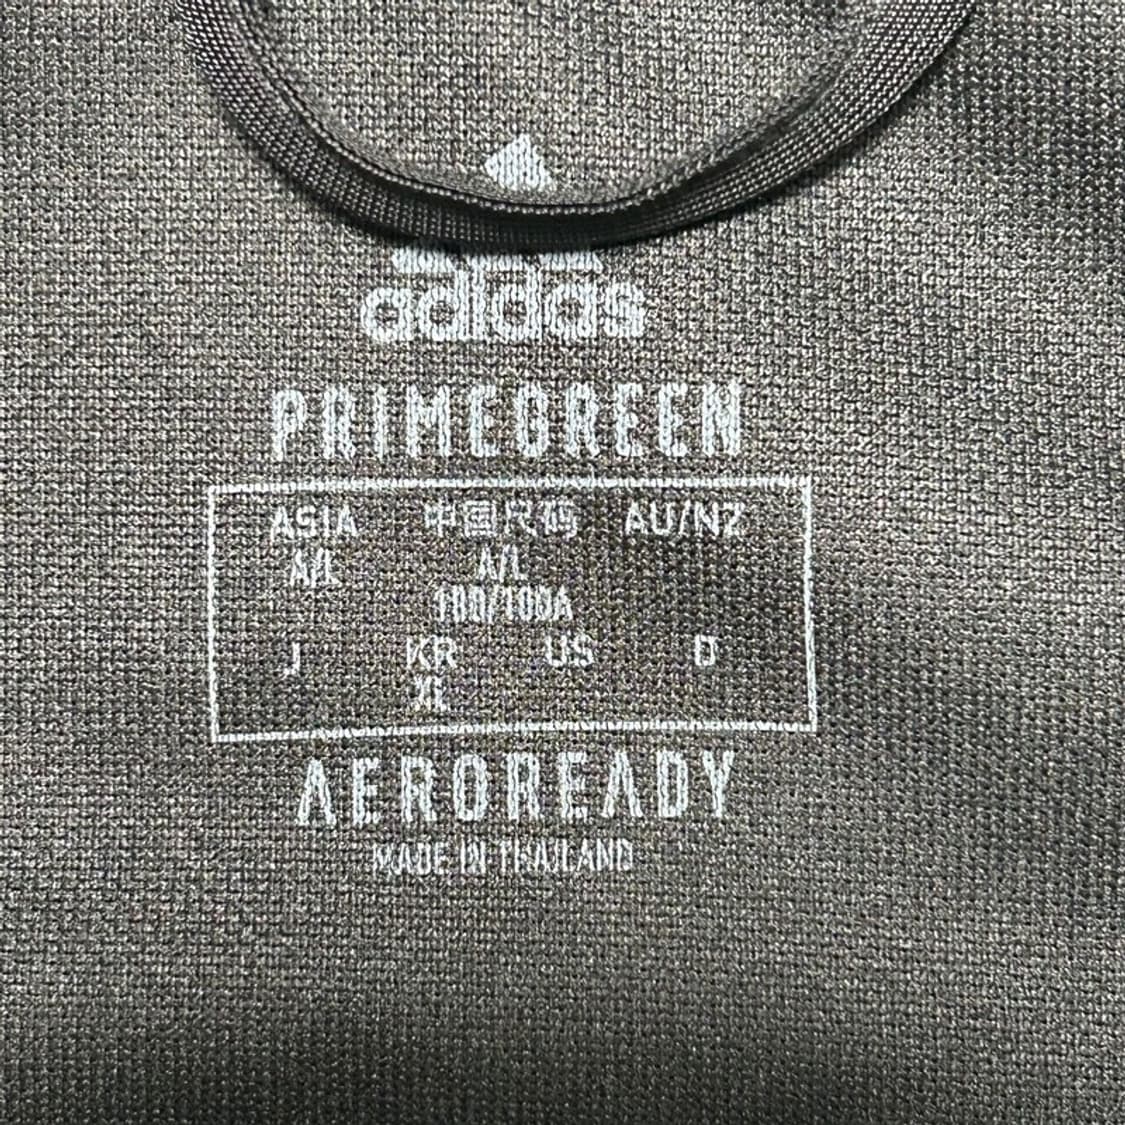 adidas
PRIMEGREEN
ASIA 中国尺码 AU/NZ
A/L A/L
180/100A
J KR US D
XL
AEROREADY
MADE IN THAILAND